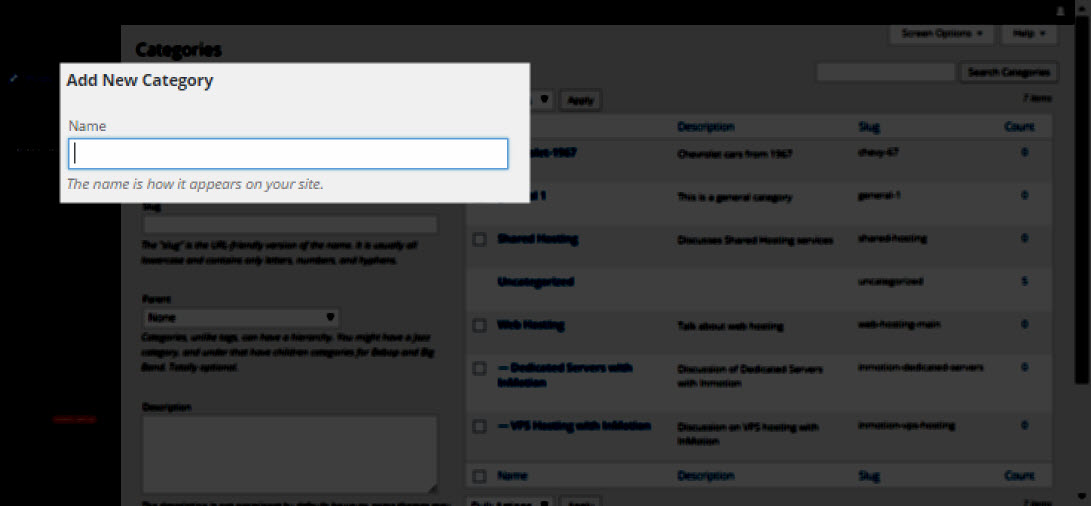 Screen Options
Help
Categories
Add New Category
Search Categories
Apply
7 items
Name
Description
Slug
Count
The name is how it appears on your site.
Chevrolet cars from 1967
chevy-67
0
This is a general category
general-1
0
Slug
The "slug" is the URL-friendly version of the name. It is usually all
lowercase and contains only letters, numbers, and hyphens.
Shared Hosting
Discusses Shared Hosting services
shared-hosting
0
Uncategorized
uncategorized
5
Parent
None
Categories, unlike tags, can have a hierarchy. You might have a Jazz
category, and under that have children categories for Bebop and Big
Band. Totally optional.
Web Hosting
Talk about web hosting
web-hosting-main
0
— Dedicated Servers with
InMotion
Discussion of Dedicated Servers
with Inmotion
inmotion-dedicated-servers
0
Description
— VPS Hosting with InMotion
Discussion on VPS hosting with
InMotion
inmotion-vps-hosting
0
Name
Description
Slug
Count
Bulk Actions
Apply
7 items